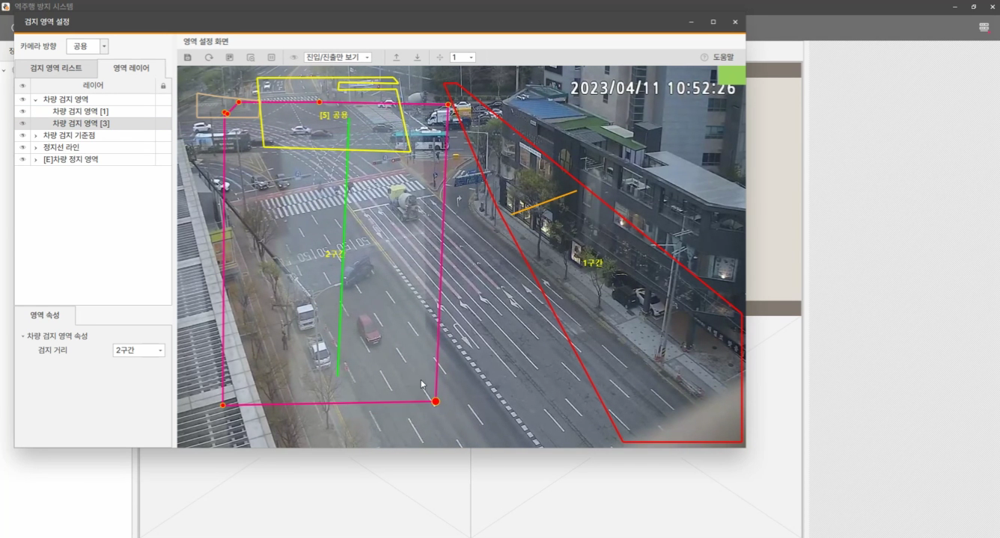 역주행 방지 시스템
검지 영역 설정
카메라 방향 공용
영역 설정 화면
진입/진출만 보기
1
도움말
검지 영역 리스트
영역 레이어
레이어
차량 검지 영역
차량 검지 영역 [1]
차량 검지 영역 [3]
차량 검지 기준점
정지선 라인
[E]차량 정지 영역
영역 속성
차량 검지 영역 속성
검지 거리 2구간
2023/04/11 10:52:26
[5] 공용
2구간
1구간
50 50 50 50